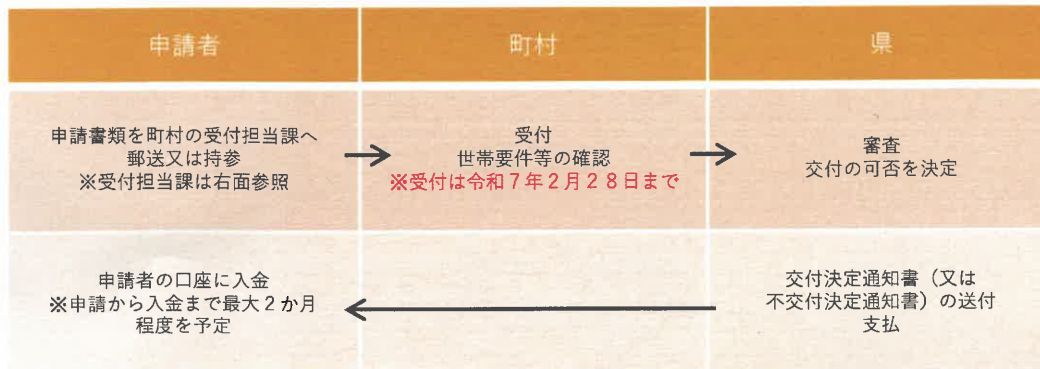 申請者
町村
県
申請書類を町村の受付担当課へ
郵送又は持参
※受付担当課は右面参照
受付
世帯要件等の確認
※受付は令和７年２月２８日まで
審査
交付の可否を決定
申請者の口座に入金
※申請から入金まで最大２か月
程度を予定
交付決定通知書（又は
不交付決定通知書）の送付
支払